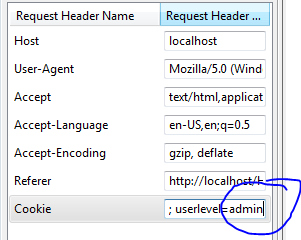 Request Header Name Request Header ...
Host localhost
User-Agent Mozilla/5.0 (Wind
Accept text/html,applicat
Accept-Language en-US,en;q=0.5
Accept-Encoding gzip, deflate
Referer http://localhost/
Cookie ; userlevel=admin